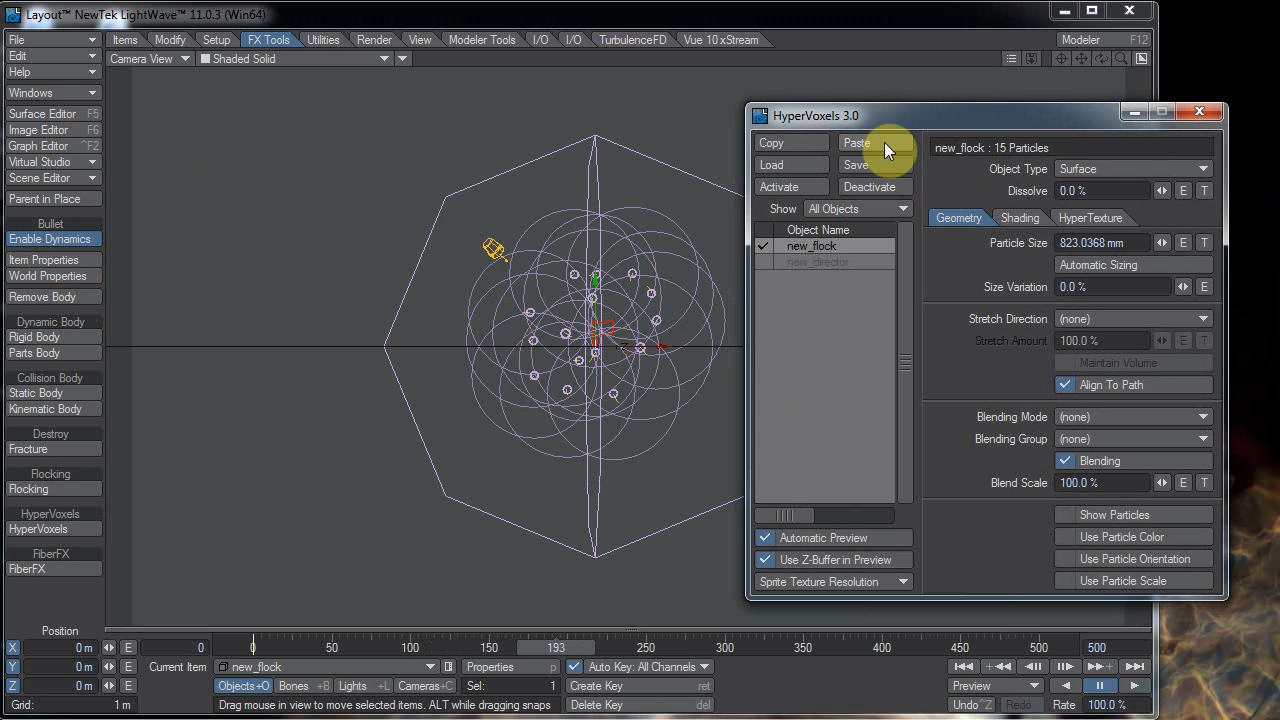 Layout™ NewTek LightWave™ 11.0.3 (Win64)
File
Edit
Help
Windows
Surface Editor F5
Image Editor F6
Graph Editor ^F2
Virtual Studio
Scene Editor
Parent in Place
Bullet
Enable Dynamics
Item Properties
World Properties
Remove Body
Dynamic Body
Rigid Body
Parts Body
Collision Body
Static Body
Kinematic Body
Destroy
Fracture
Flocking
Flocking
HyperVoxels
HyperVoxels
FiberFX
FiberFX
Items Modify Setup FX Tools Utilities Render View Modeler Tools I/O I/O TurbulenceFD Vue 10 xStream Modeler F12
Camera View Shaded Solid
HyperVoxels 3.0
Copy Paste
Load Save
Activate Deactivate
Show All Objects
Object Name
new_flock
new_director
Automatic Preview
Use Z-Buffer in Preview
Sprite Texture Resolution
new_flock : 15 Particles
Object Type Surface
Dissolve 0.0 % E T
Geometry Shading HyperTexture
Particle Size 823.0368 mm E T
Automatic Sizing
Size Variation 0.0 % E
Stretch Direction (none)
Stretch Amount 100.0 % E T
Maintain Volume
Align To Path
Blending Mode (none)
Blending Group (none)
Blending
Blend Scale 100.0 % E T
Show Particles
Use Particle Color
Use Particle Orientation
Use Particle Scale
Position
X 0 m E 0 0 50 100 150 193 250 300 350 400 450 500 500
Y 0 m E Current Item new_flock Properties p Auto Key: All Channels
Z 0 m E Objects+O Bones +B Lights +L Cameras+C Sel: 1 Create Key ret Preview
Grid: 1 m Drag mouse in view to move selected items. ALT while dragging snaps Delete Key del Undo^Z Redo Rate 100.0 %